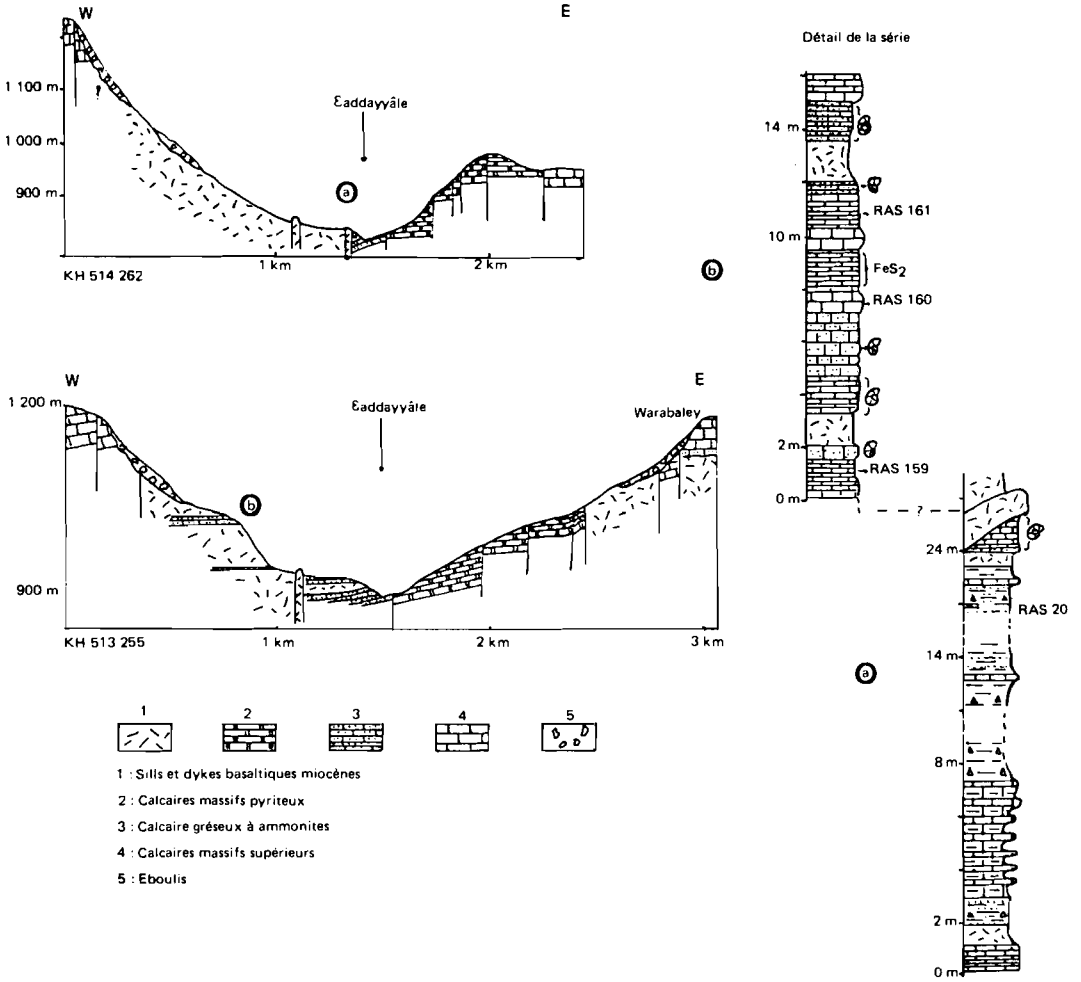 W
E
1 100 m
1 000 m
900 m
Ɛaddayyâle
a
1 km
2 km
KH 514 262
W
E
1 200 m
Ɛaddayyâle
Warabaley
b
900 m
1 km
2 km
3 km
KH 513 255
1
2
3
4
5
1 : Sills et dykes basaltiques miocènes
2 : Calcaires massifs pyriteux
3 : Calcaire gréseux à ammonites
4 : Calcaires massifs supérieurs
5 : Eboulis
Détail de la série
14 m
RAS 161
10 m
b
FeS2
RAS 160
2 m
RAS 159
0 m
?
24 m
RAS 20
14 m
a
8 m
2 m
0 m